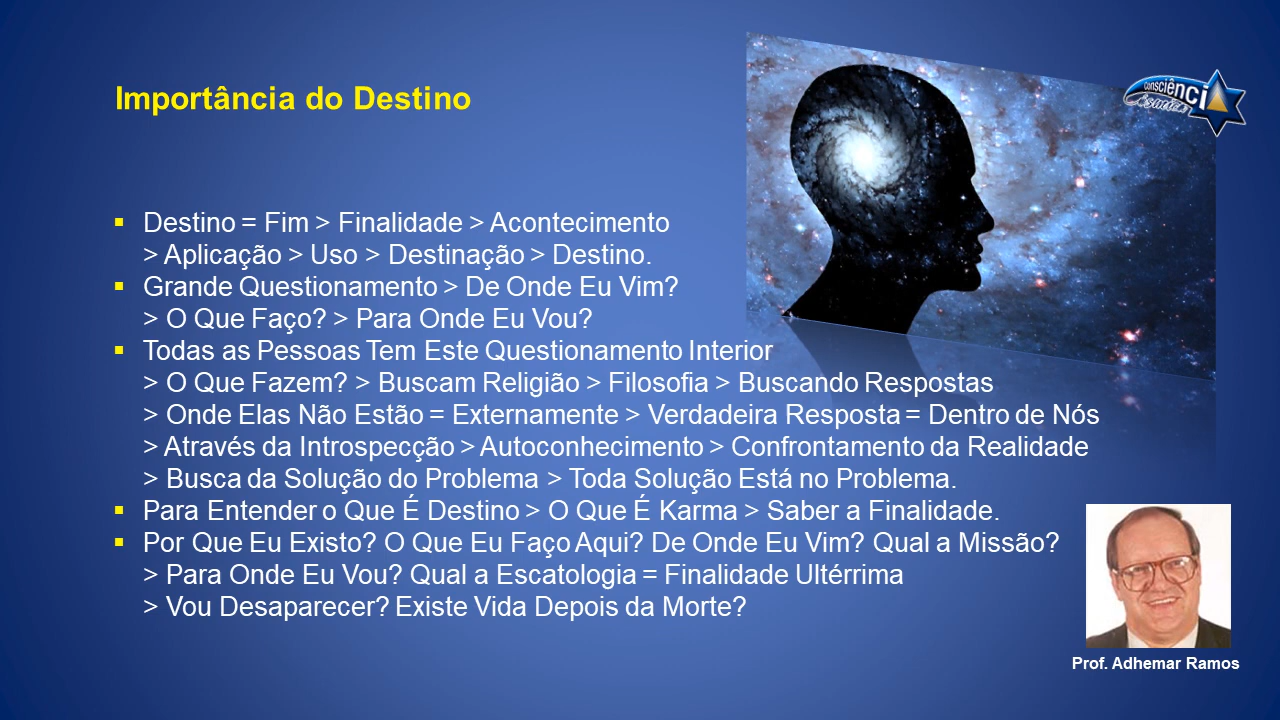 Importância do Destino
consciência
Cósmica
Destino = Fim > Finalidade > Acontecimento
> Aplicação > Uso > Destinação > Destino.
Grande Questionamento > De Onde Eu Vim?
> O Que Faço? > Para Onde Eu Vou?
Todas as Pessoas Tem Este Questionamento Interior
> O Que Fazem? > Buscam Religião > Filosofia > Buscando Respostas
> Onde Elas Não Estão = Externamente > Verdadeira Resposta = Dentro de Nós
> Através da Introspecção > Autoconhecimento > Confrontamento da Realidade
> Busca da Solução do Problema > Toda Solução Está no Problema.
Para Entender o Que É Destino > O Que É Karma > Saber a Finalidade.
Por Que Eu Existo? O Que Eu Faço Aqui? De Onde Eu Vim? Qual a Missão?
> Para Onde Eu Vou? Qual a Escatologia = Finalidade Ultérrima
> Vou Desaparecer? Existe Vida Depois da Morte?
Prof. Adhemar Ramos